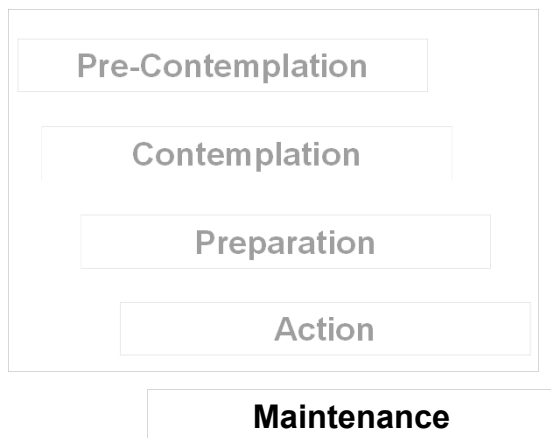 Pre-Contemplation
Contemplation
Preparation
Action
Maintenance